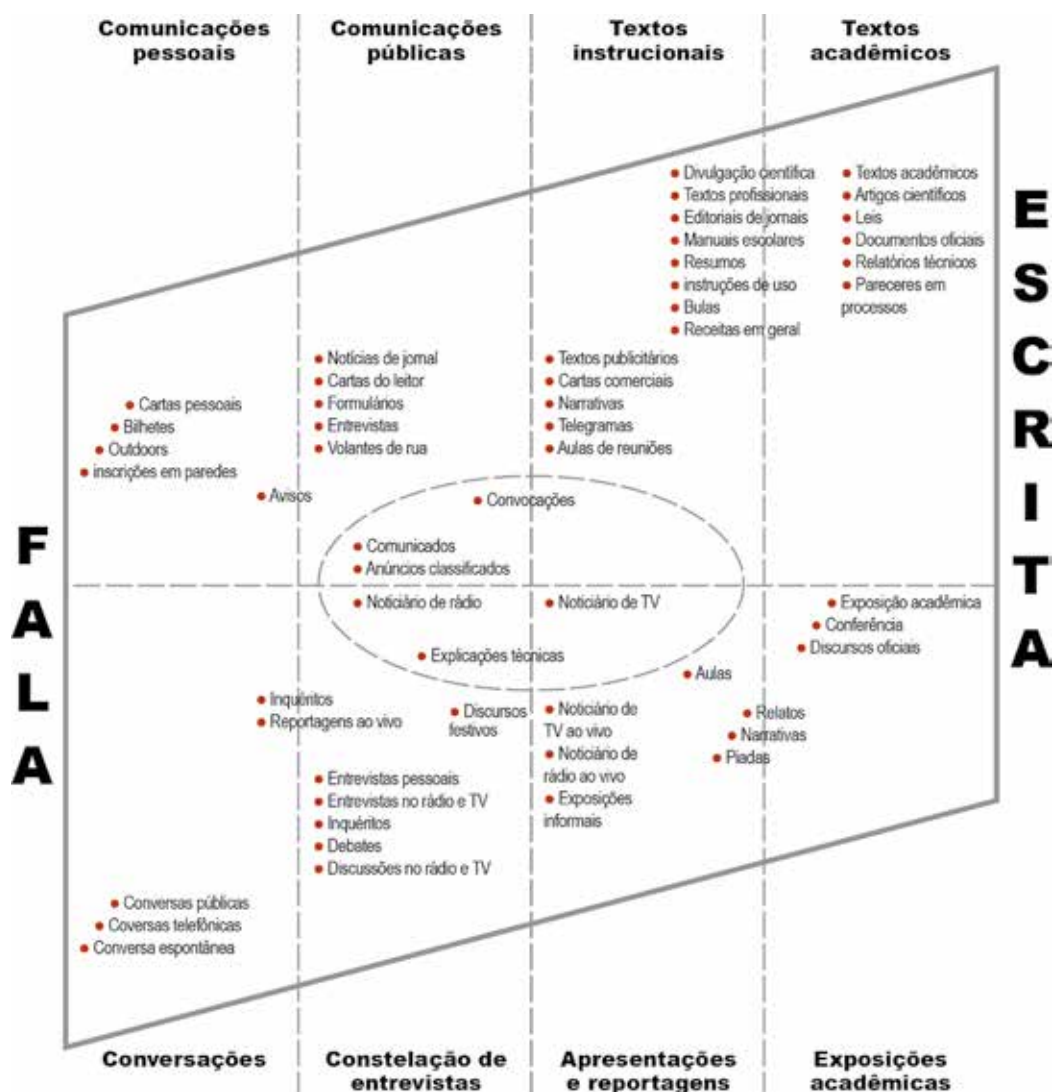 Comunicações
pessoais
Comunicações
públicas
Textos
instrucionais
Textos
acadêmicos
FALA
ESCRITA
Divulgação científica
Textos profissionais
Editoriais de jornais
Manuais escolares
Resumos
instruções de uso
Bulas
Receitas em geral
Textos acadêmicos
Artigos científicos
Leis
Documentos oficiais
Relatórios técnicos
Pareceres em
processos
Notícias de jornal
Cartas do leitor
Formulários
Entrevistas
Volantes de rua
Textos publicitários
Cartas comerciais
Narrativas
Telegramas
Aulas de reuniões
Cartas pessoais
Bilhetes
Outdoors
inscrições em paredes
Avisos
Convocações
Comunicados
Anúncios classificados
Noticiário de rádio
Noticiário de TV
Explicações técnicas
Exposição acadêmica
Conferência
Discursos oficiais
Aulas
Inquéritos
Reportagens ao vivo
Discursos
festivos
Noticiário de
TV ao vivo
Noticiário de
rádio ao vivo
Exposições
informais
Relatos
Narrativas
Piadas
Entrevistas pessoais
Entrevistas no rádio e TV
Inquéritos
Debates
Discussões no rádio e TV
Conversas públicas
Coversas telefônicas
Conversa espontânea
Conversações
Constelação de
entrevistas
Apresentações
e reportagens
Exposições
acadêmicas